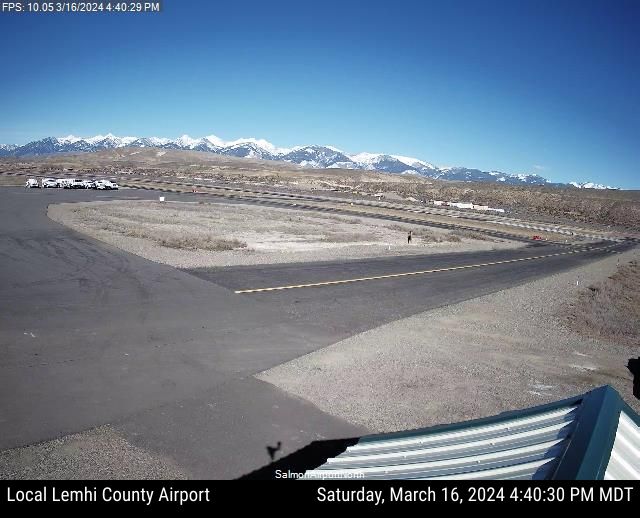 FPS: 10.05 3/16/2024 4:40:29 PM
SalmonAirportNorth
Local Lemhi County Airport
Saturday, March 16, 2024 4:40:30 PM MDT